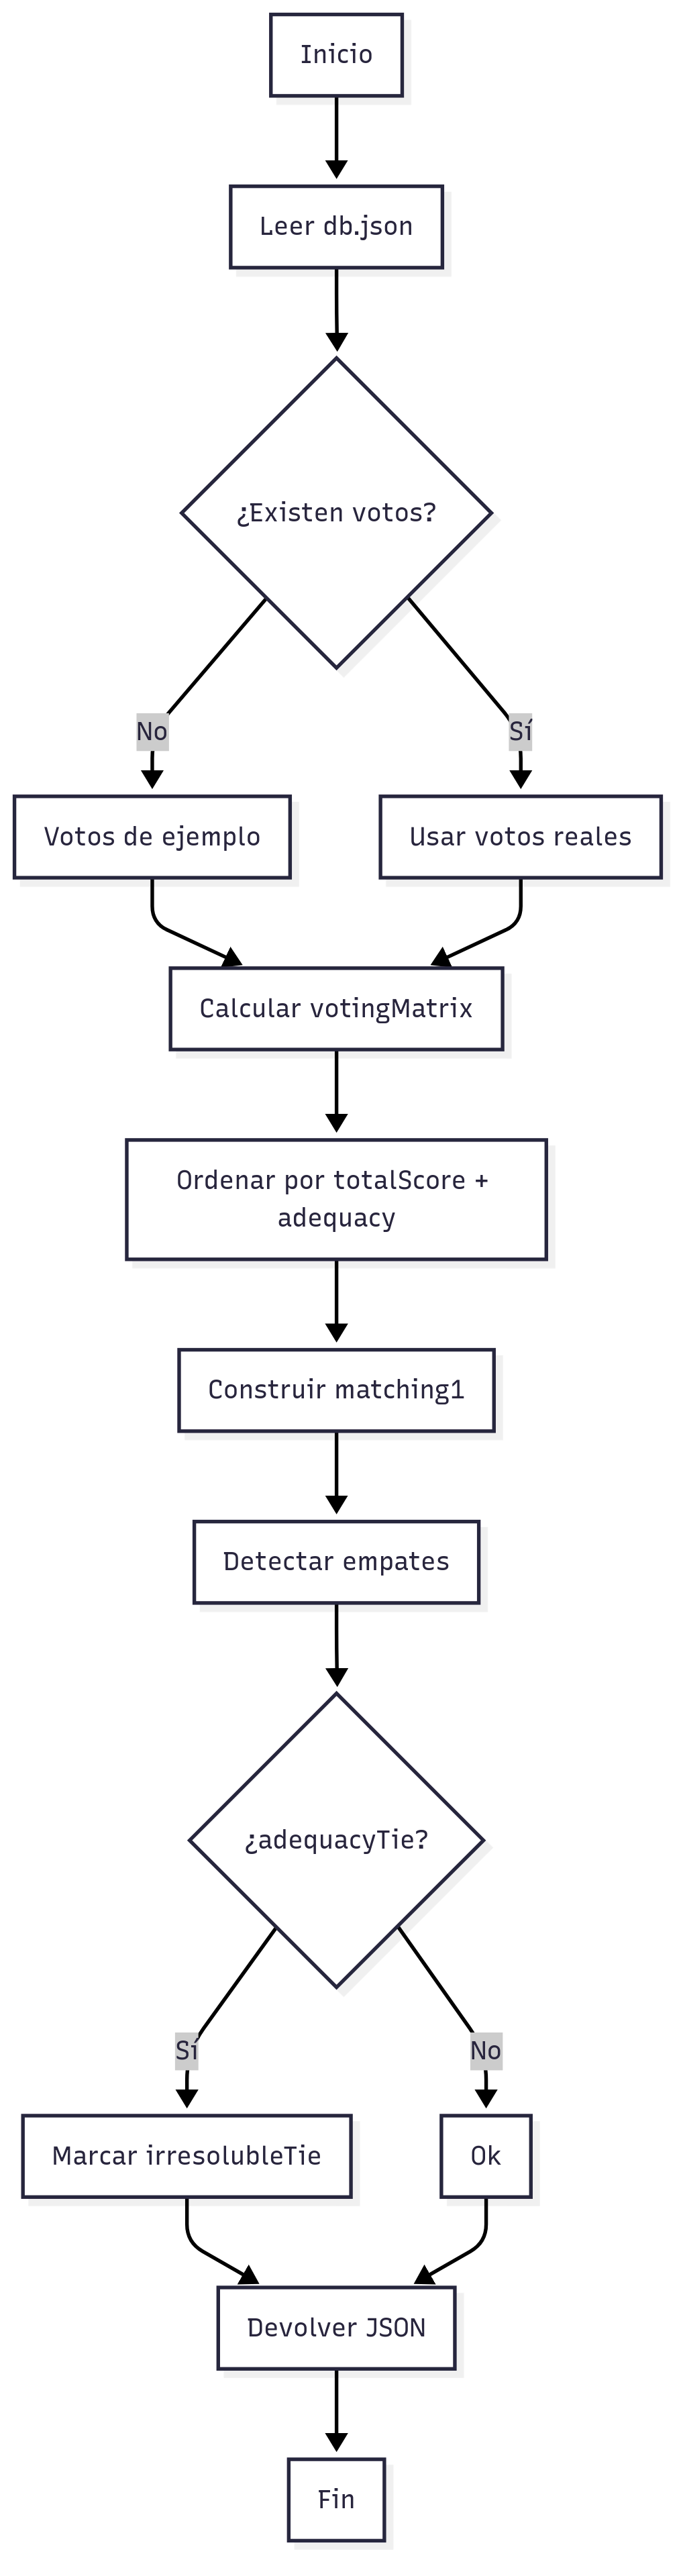 Inicio
Leer db.json
¿Existen votos?
No
Sí
Votos de ejemplo
Usar votos reales
Calcular votingMatrix
Ordenar por totalScore +
adequacy
Construir matching1
Detectar empates
¿adequacyTie?
Sí
No
Marcar irresolubleTie
Ok
Devolver JSON
Fin